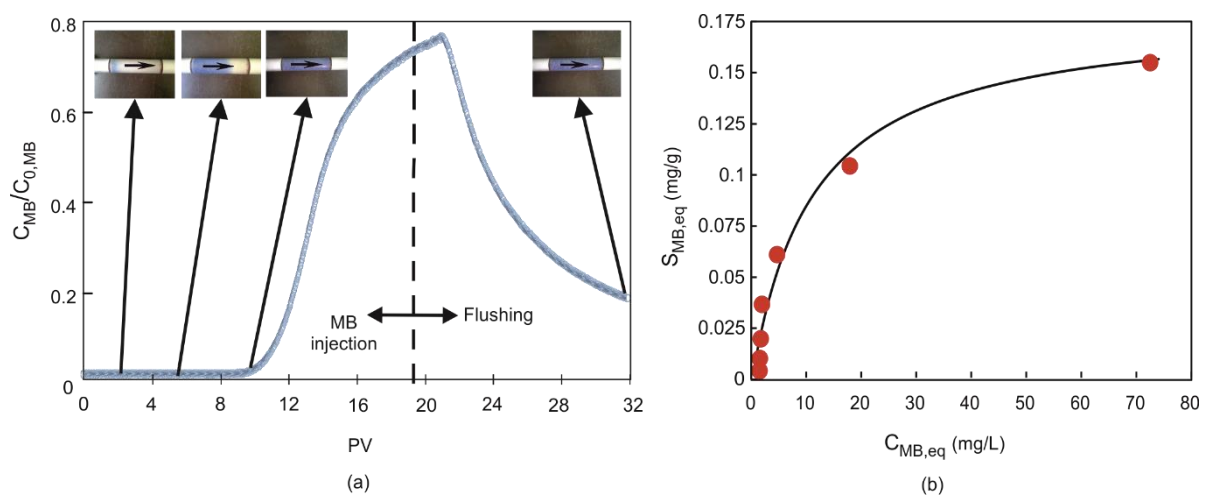 0.8
0.6
0.4
0.2
0
C_MB/C_0,MB
MB
injection
Flushing
0 4 8 12 16 20 24 28 32
PV
(a)
0.175
0.15
0.125
0.1
0.075
0.05
0.025
0
S_MB,eq (mg/g)
0 10 20 30 40 50 60 70 80
C_MB,eq (mg/L)
(b)